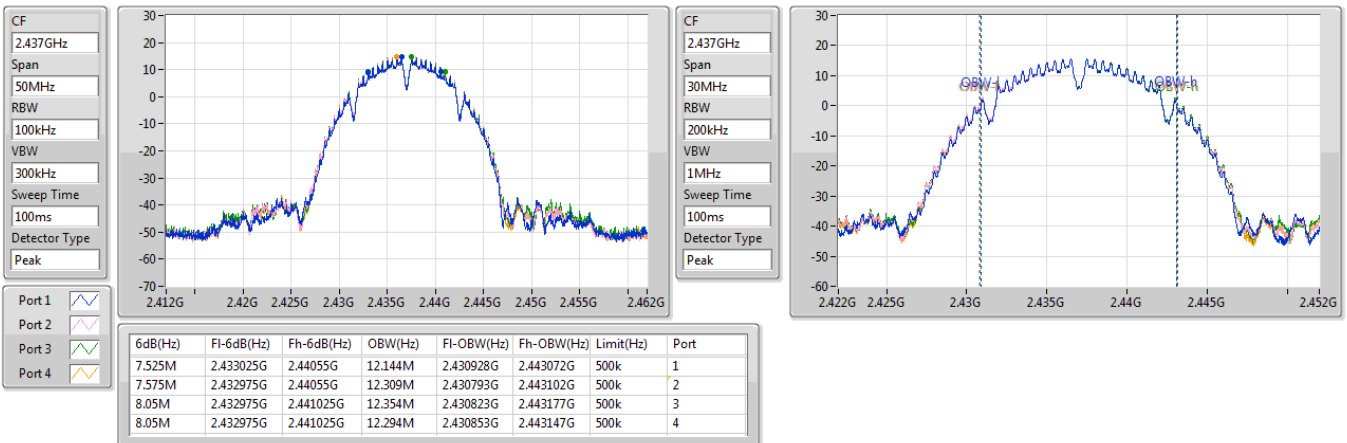 CF
2.437GHz
Span
50MHz
RBW
100kHz
VBW
300kHz
Sweep Time
100ms
Detector Type
Peak
30
20
10
0
-10
-20
-30
-40
-50
-60
-70
2.412G 2.42G 2.425G 2.43G 2.435G 2.44G 2.445G 2.45G 2.455G 2.462G
CF
2.437GHz
Span
30MHz
RBW
200kHz
VBW
1MHz
Sweep Time
100ms
Detector Type
Peak
30
20
10
0
-10
-20
-30
-40
-50
-60
OBW-l OBW-h
2.422G 2.425G 2.43G 2.435G 2.44G 2.445G 2.452G
Port 1
Port 2
Port 3
Port 4
6dB(Hz) Fl-6dB(Hz) Fh-6dB(Hz) OBW(Hz) Fl-OBW(Hz) Fh-OBW(Hz) Limit(Hz) Port
7.525M 2.433025G 2.44055G 12.144M 2.430928G 2.443072G 500k 1
7.575M 2.432975G 2.44055G 12.309M 2.430793G 2.443102G 500k 2
8.05M 2.432975G 2.441025G 12.354M 2.430823G 2.443177G 500k 3
8.05M 2.432975G 2.441025G 12.294M 2.430853G 2.443147G 500k 4